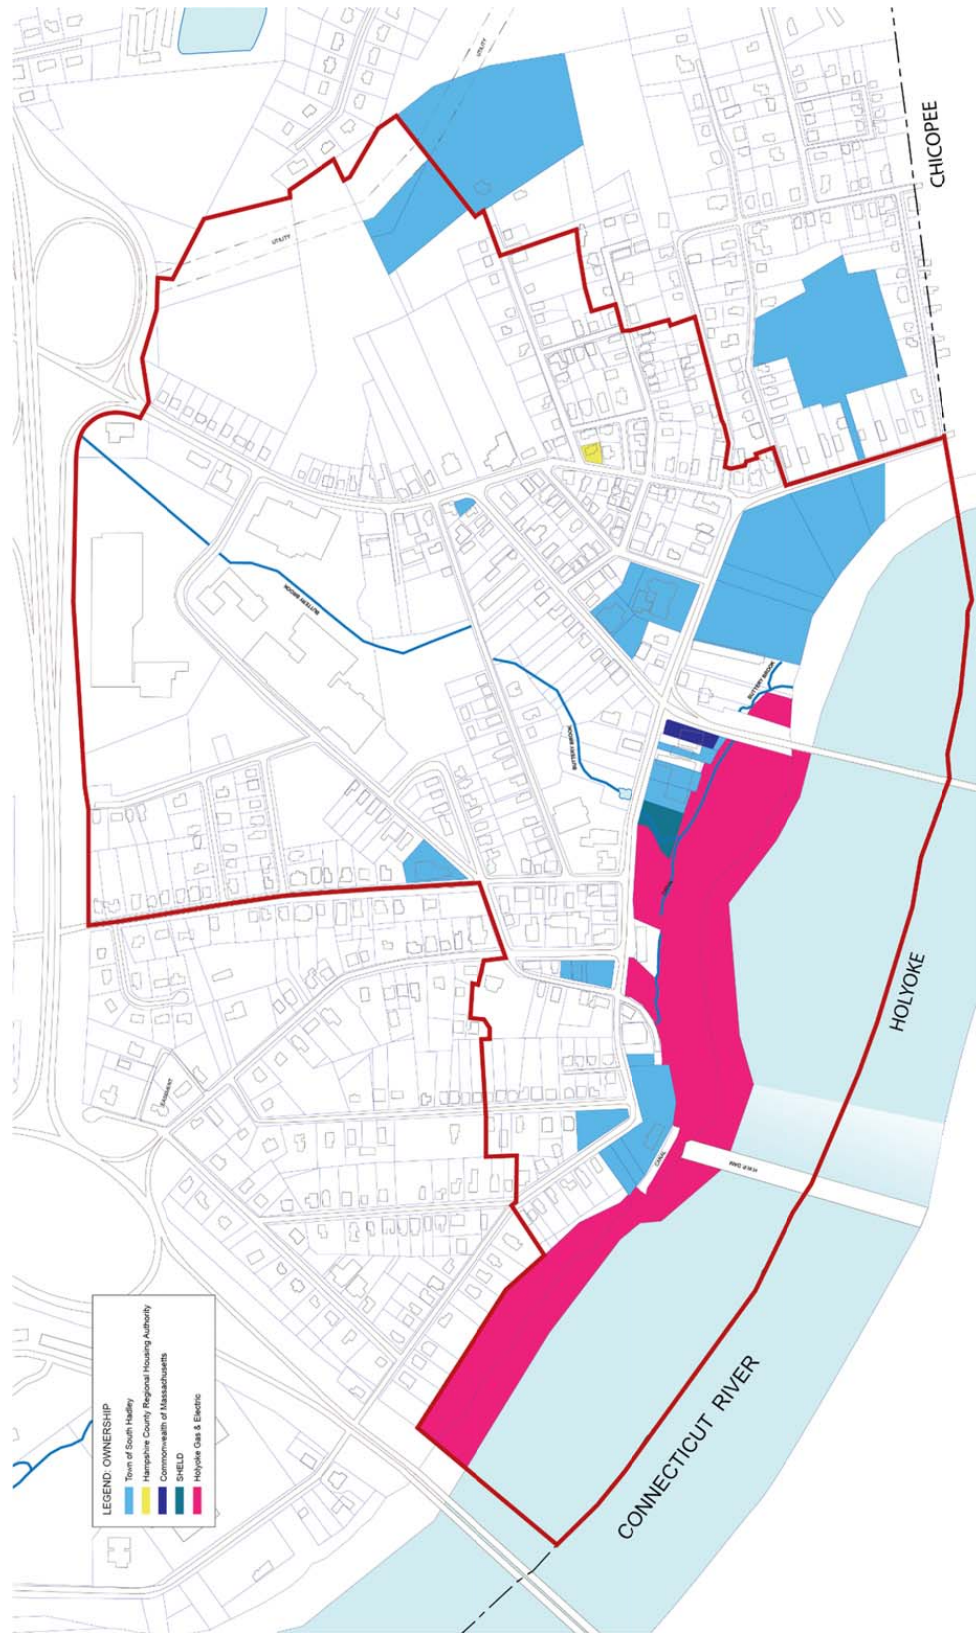 UTILITY
UTILITY
CHICOPEE
BUTTERY BROOK
BUTTERY BROOK
BUTTERY BROOK
CANAL
HOLYOKE
CONNECTICUT RIVER
LEGEND: OWNERSHIP
Town of South Hadley
Hampshire County Regional Housing Authority
Commonwealth of Massachusetts
SHELD
Holyoke Gas & Electric